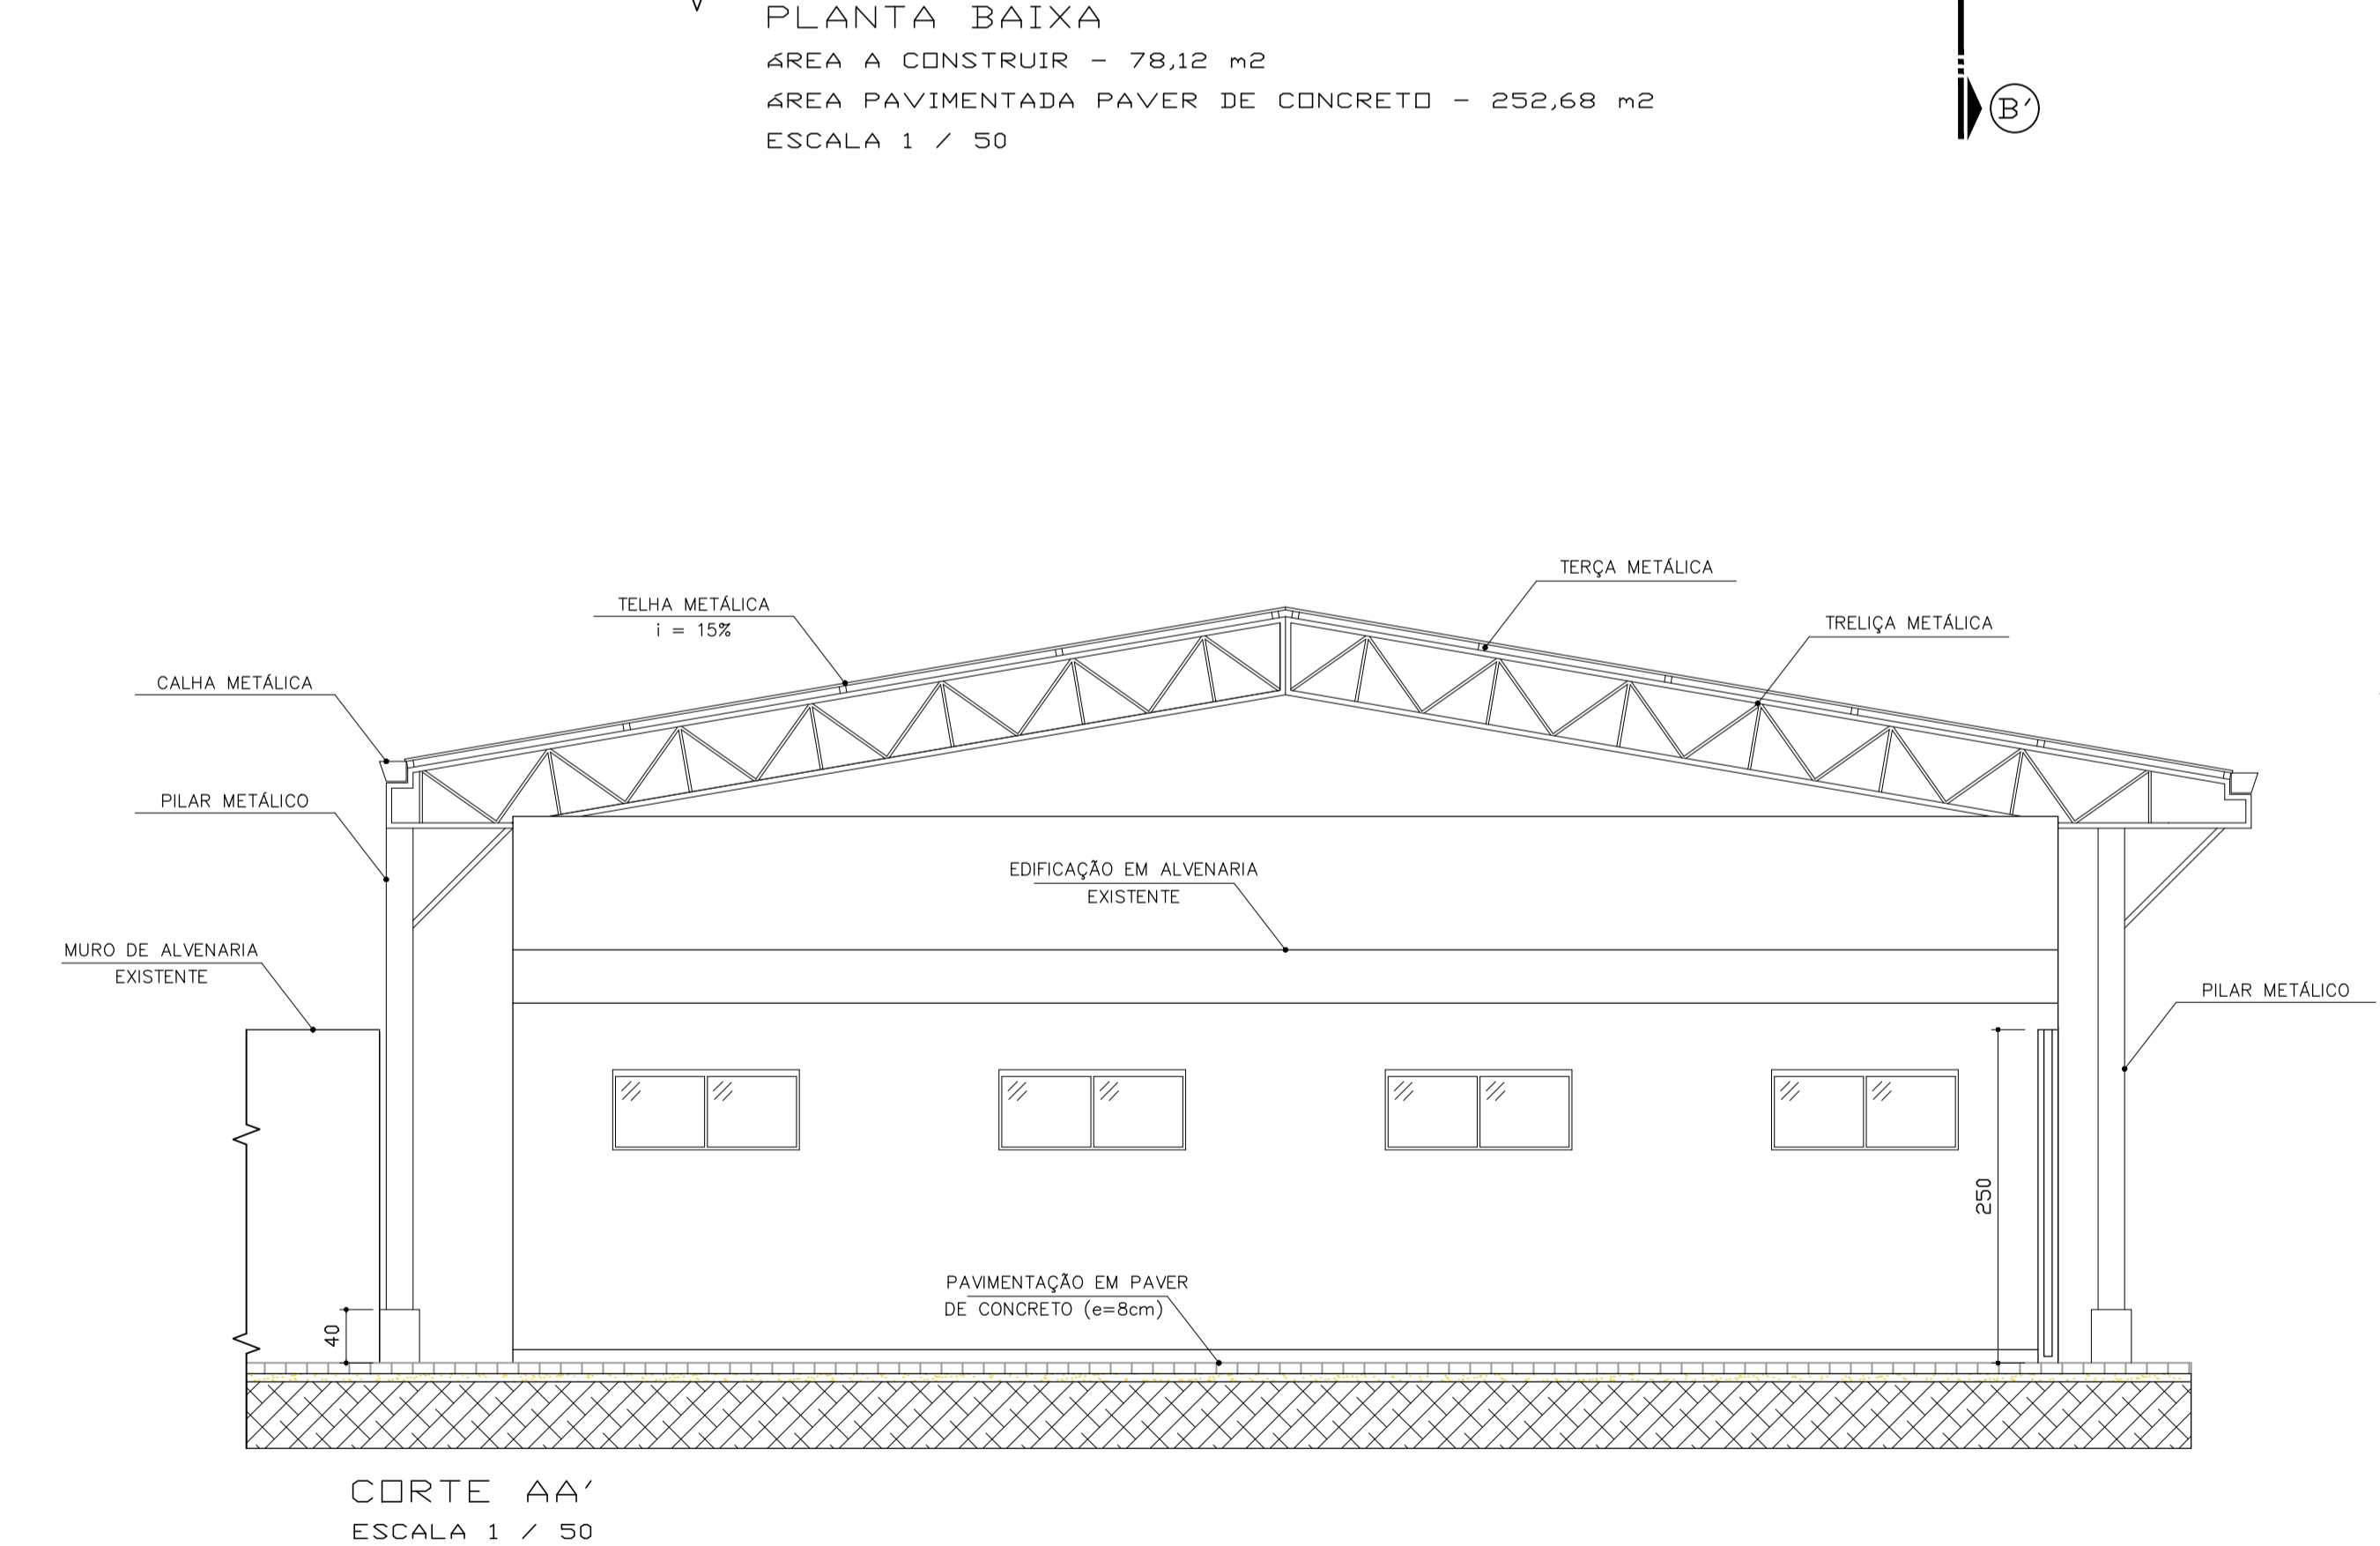 PLANTA BAIXA
ÁREA A CONSTRUIR - 78,12 m2
ÁREA PAVIMENTADA PAVER DE CONCRETO - 252,68 m2
ESCALA 1 / 50
B'
TERÇA METÁLICA
TELHA METÁLICA
i = 15%
TRELIÇA METÁLICA
CALHA METÁLICA
PILAR METÁLICO
EDIFICAÇÃO EM ALVENARIA
EXISTENTE
MURO DE ALVENARIA
EXISTENTE
PILAR METÁLICO
250
PAVIMENTAÇÃO EM PAVER
DE CONCRETO (e=8cm)
40
CORTE AA'
ESCALA 1 / 50